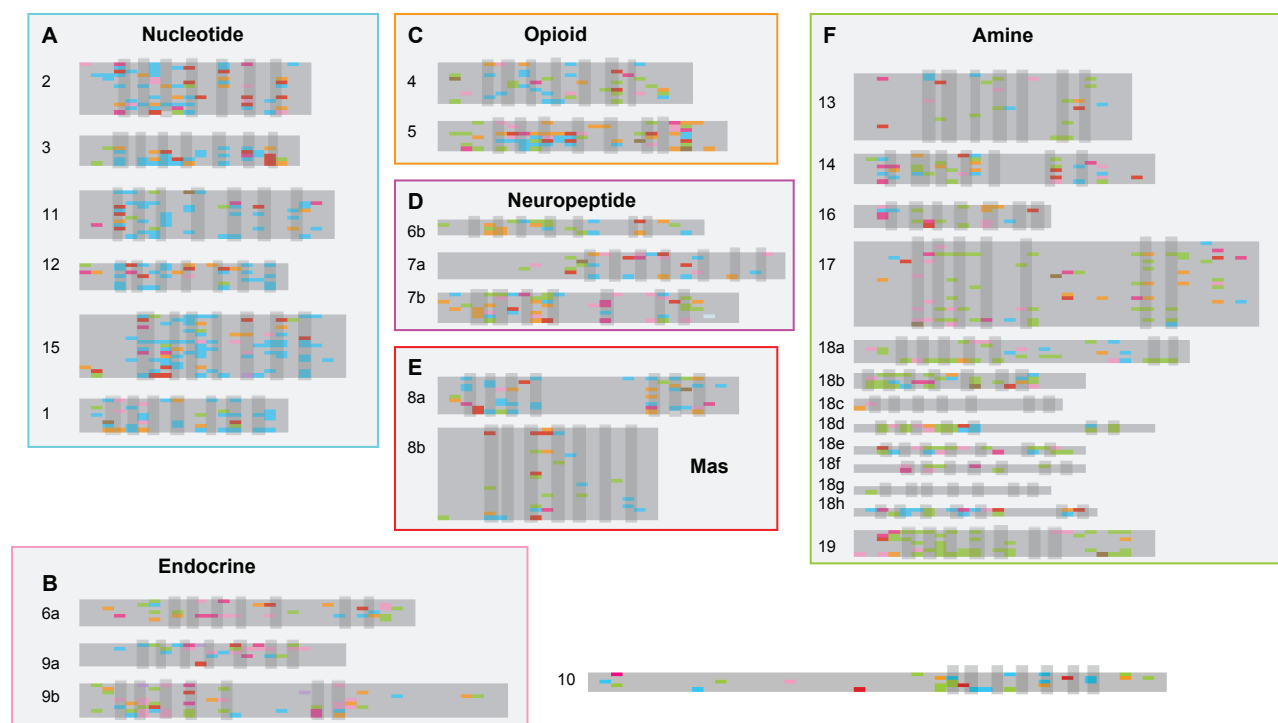 A Nucleotide
2
3
11
12
15
1
B Endocrine
6a
9a
9b
C Opioid
4
5
D Neuropeptide
6b
7a
7b
E
8a
8b
Mas
F Amine
13
14
16
17
18a
18b
18c
18d
18e
18f
18g
18h
19
10